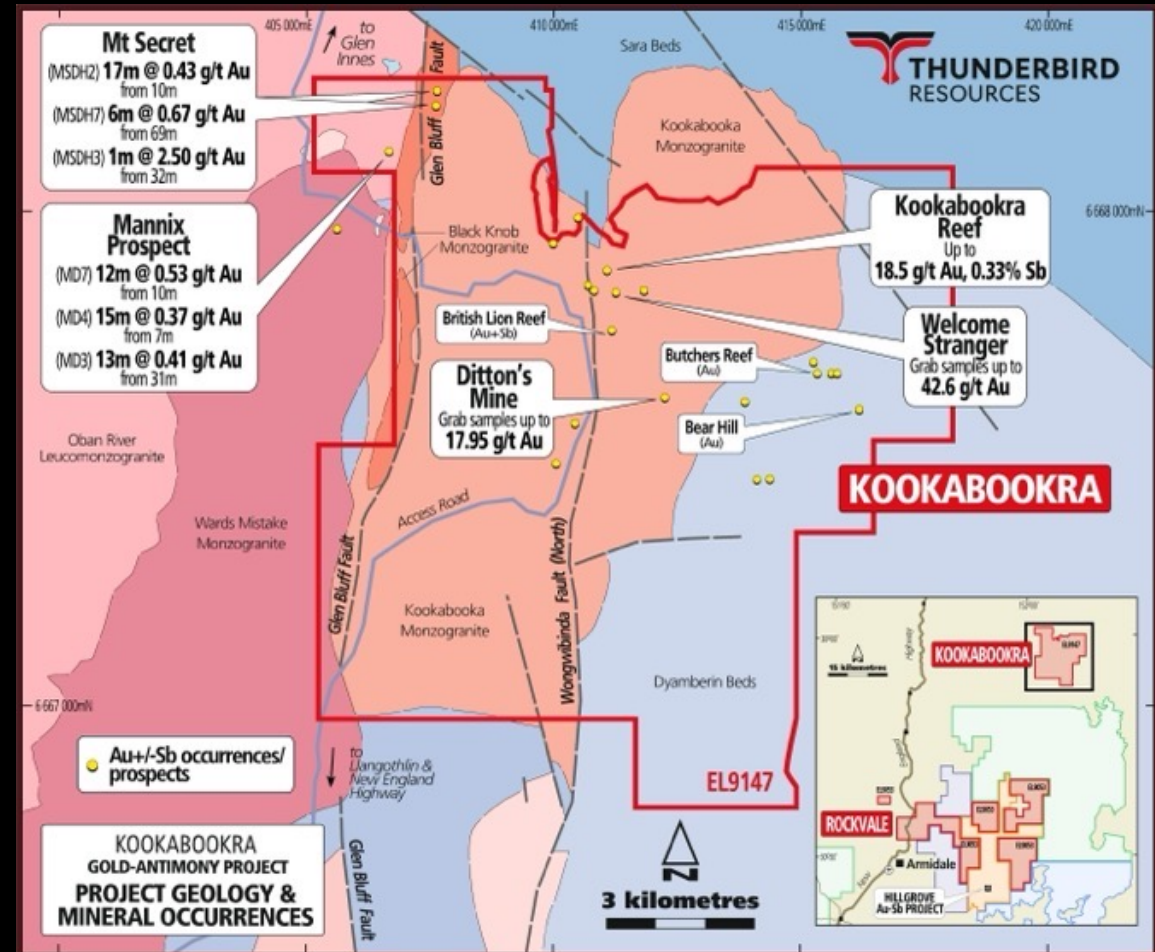 405 000mE
410 000mE
415 000mE
420 000mE
Mt Secret
(MSDH2) 17m @ 0.43 g/t Au
from 10m
(MSDH7) 6m @ 0.67 g/t Au
from 69m
(MSDH3) 1m @ 2.50 g/t Au
from 32m
to
Glen
Innes
Glen Bluff Fault
Sara Beds
THUNDERBIRD
RESOURCES
Kookabooka
Monzogranite
6 668 000mN
Mannix
Prospect
(MD7) 12m @ 0.53 g/t Au
from 10m
(MD4) 15m @ 0.37 g/t Au
from 7m
(MD3) 13m @ 0.41 g/t Au
from 31m
Black Knob
Monzogranite
Kookabookra
Reef
Up to
18.5 g/t Au, 0.33% Sb
British Lion Reef
(Au+Sb)
Welcome
Stranger
Grab samples up to
42.6 g/t Au
Butchers Reef
(Au)
Ditton's
Mine
Grab samples up to
17.95 g/t Au
Bear Hill
(Au)
Oban River
Leucomonzogranite
KOOKABOOKRA
Wards Mistake
Monzogranite
Access Road
Glen Bluff Fault
Wongwibinda Fault (North)
Kookabooka
Monzogranite
Dyamberin Beds
6 667 000mN
Au+/-Sb occurrences/
prospects
to
Llangothlin &
New England
Highway
EL9147
Glen Bluff Fault
3 kilometres
KOOKABOOKRA
GOLD-ANTIMONY PROJECT
PROJECT GEOLOGY &
MINERAL OCCURRENCES
KOOKABOOKRA
EL9147
15 kilometres
Highway
England
New
ROCKVALE
Armidale
HILLGROVE
Au-Sb PROJECT